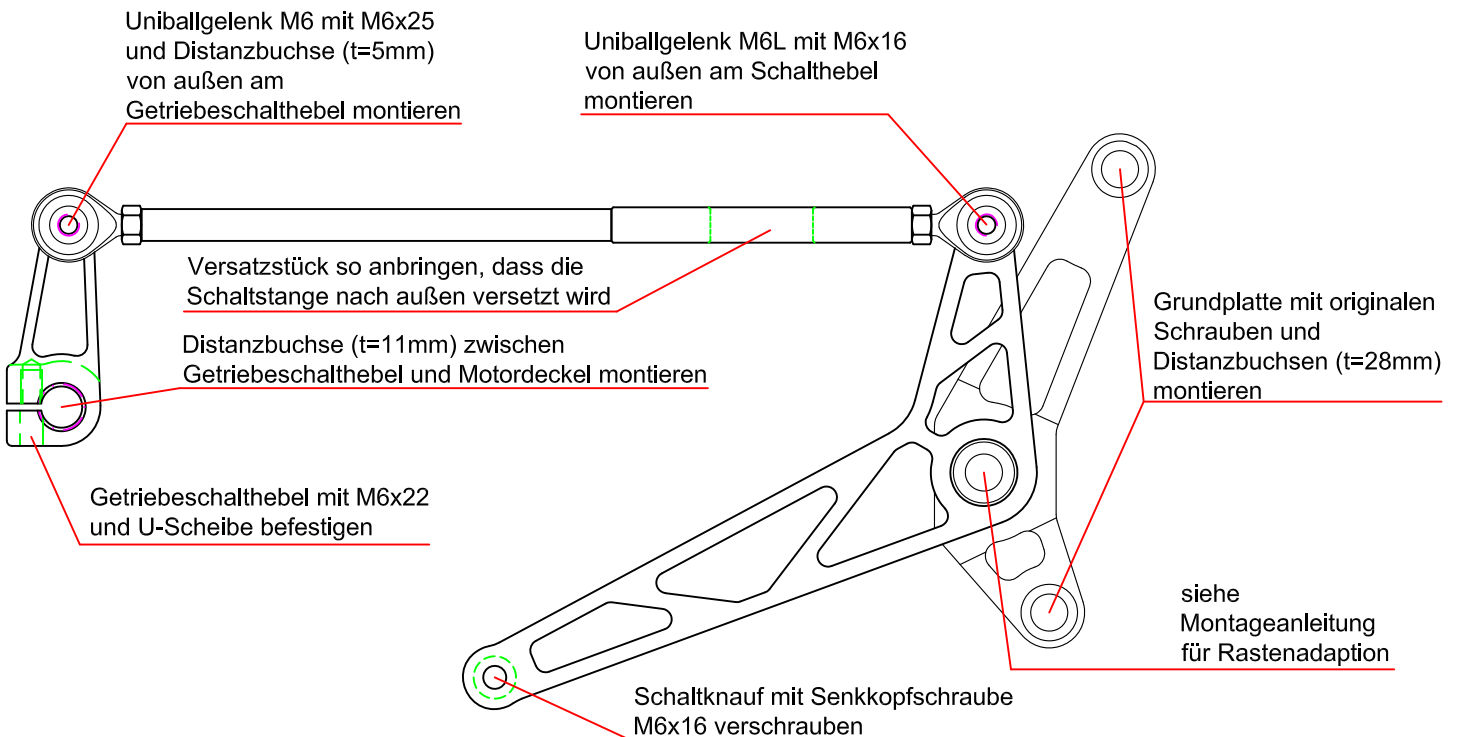 Uniballgelenk M6 mit M6x25
und Distanzbuchse (t=5mm)
von außen am
Getriebeschalthebel montieren
Uniballgelenk M6L mit M6x16
von außen am Schalthebel
montieren
Versatzstück so anbringen, dass die
Schaltstange nach außen versetzt wird
Distanzbuchse (t=11mm) zwischen
Getriebeschalthebel und Motordeckel montieren
Grundplatte mit originalen
Schrauben und
Distanzbuchsen (t=28mm)
montieren
Getriebeschalthebel mit M6x22
und U-Scheibe befestigen
siehe
Montageanleitung
für Rastenadaption
Schaltknauf mit Senkkopfschraube
M6x16 verschrauben